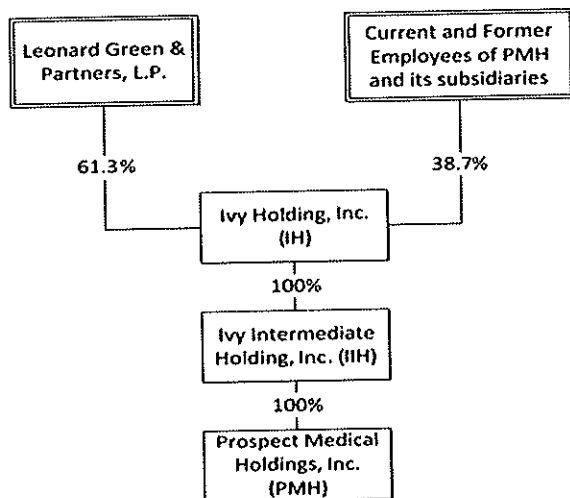 Leonard Green &
Partners, L.P.
Current and Former
Employees of PMH
and its subsidiaries
61.3%
38.7%
Ivy Holding, Inc.
(IH)
100%
Ivy Intermediate
Holding, Inc. (IIH)
100%
Prospect Medical
Holdings, Inc.
(PMH)